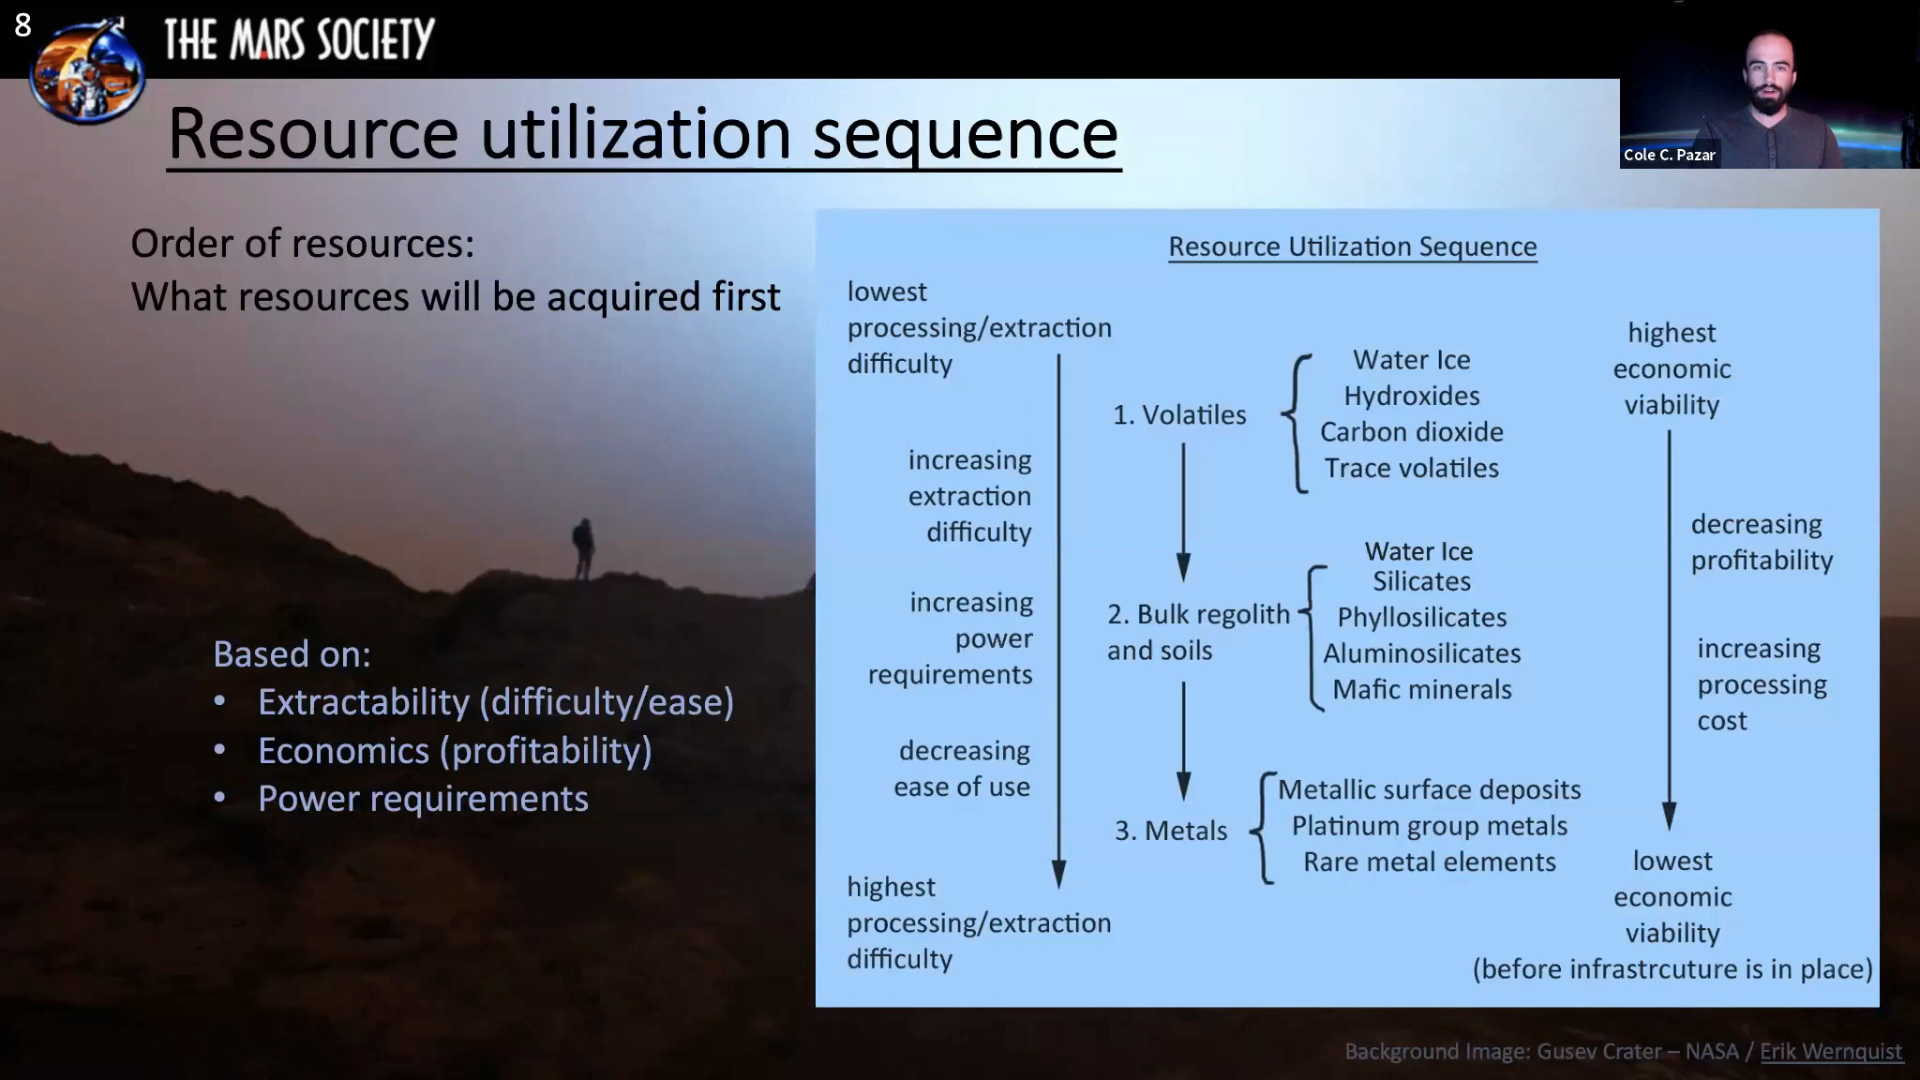 8
THE MARS SOCIETY
Cole C. Pazar
Resource utilization sequence
Order of resources:
What resources will be acquired first
Based on:
• Extractability (difficulty/ease)
• Economics (profitability)
• Power requirements
Resource Utilization Sequence
lowest
processing/extraction
difficulty
increasing
extraction
difficulty
increasing
power
requirements
decreasing
ease of use
highest
processing/extraction
difficulty
1. Volatiles
Water Ice
Hydroxides
Carbon dioxide
Trace volatiles
2. Bulk regolith
and soils
Water Ice
Silicates
Phyllosilicates
Aluminosilicates
Mafic minerals
3. Metals
Metallic surface deposits
Platinum group metals
Rare metal elements
highest
economic
viability
decreasing
profitability
increasing
processing
cost
lowest
economic
viability
(before infrastrcuture is in place)
Background Image: Gusev Crater – NASA / Erik Wernquist